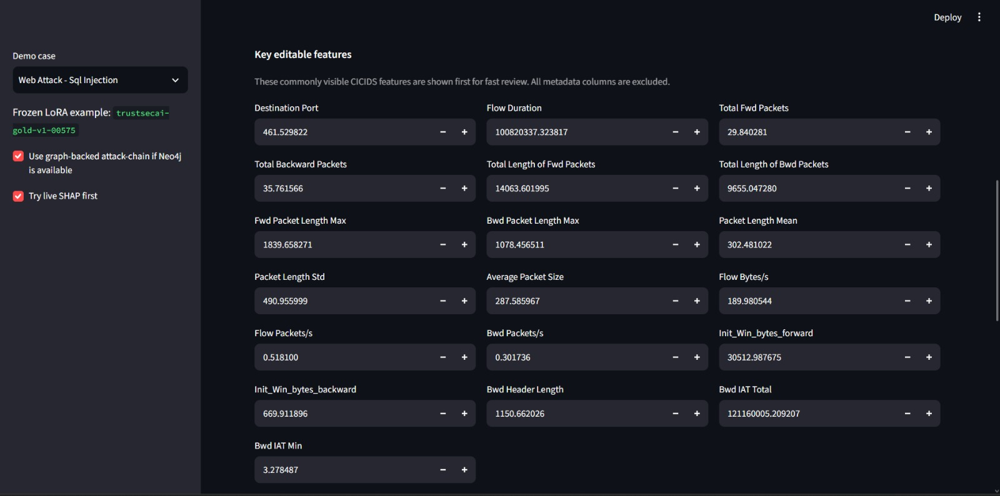 Deploy
Demo case
Web Attack - Sql Injection
Frozen LoRA example: trustsecai-
gold-v1-00575
Use graph-backed attack-chain if Neo4j
is available
Try live SHAP first
Key editable features
These commonly visible CICIDS features are shown first for fast review. All metadata columns are excluded.
Destination Port
Flow Duration
Total Fwd Packets
461.529822
100820337.323817
29.840281
Total Backward Packets
Total Length of Fwd Packets
Total Length of Bwd Packets
35.761566
14063.601995
9655.047280
Fwd Packet Length Max
Bwd Packet Length Max
Packet Length Mean
1839.658271
1078.456511
302.481022
Packet Length Std
Average Packet Size
Flow Bytes/s
490.955999
287.585967
189.980544
Flow Packets/s
Bwd Packets/s
Init_Win_bytes_forward
0.518100
0.301736
30512.987675
Init_Win_bytes_backward
Bwd Header Length
Bwd IAT Total
669.911896
1150.662026
121160005.209207
Bwd IAT Min
3.278487